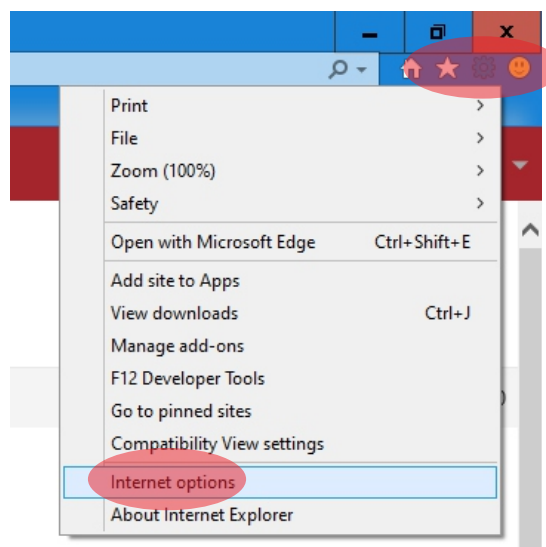 Print
File
Zoom (100%)
Safety
Open with Microsoft Edge Ctrl+Shift+E
Add site to Apps
View downloads Ctrl+J
Manage add-ons
F12 Developer Tools
Go to pinned sites
Compatibility View settings
Internet options
About Internet Explorer